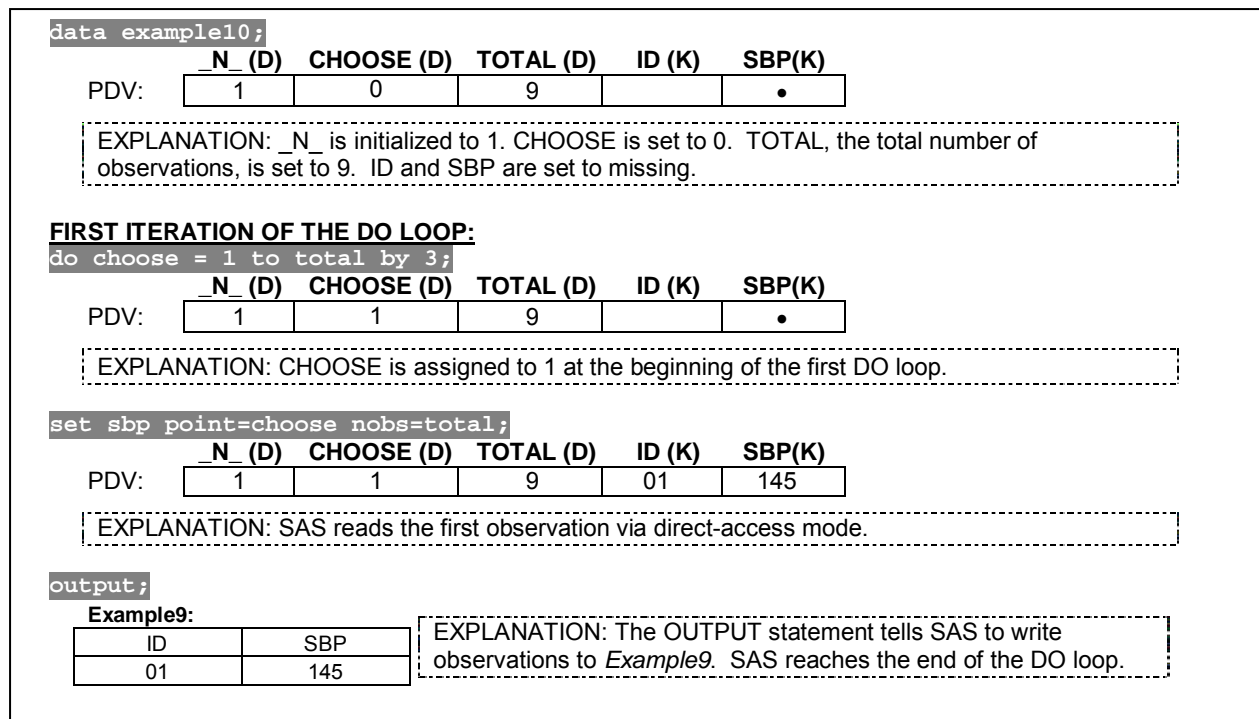 data example10;
_N_ (D) CHOOSE (D) TOTAL (D) ID (K) SBP(K)
PDV: 1 0 9 •
EXPLANATION: _N_ is initialized to 1. CHOOSE is set to 0. TOTAL, the total number of
observations, is set to 9. ID and SBP are set to missing.
FIRST ITERATION OF THE DO LOOP:
do choose = 1 to total by 3;
_N_ (D) CHOOSE (D) TOTAL (D) ID (K) SBP(K)
PDV: 1 1 9 •
EXPLANATION: CHOOSE is assigned to 1 at the beginning of the first DO loop.
set sbp point=choose nobs=total;
_N_ (D) CHOOSE (D) TOTAL (D) ID (K) SBP(K)
PDV: 1 1 9 01 145
EXPLANATION: SAS reads the first observation via direct-access mode.
output;
Example9:
ID SBP
01 145
EXPLANATION: The OUTPUT statement tells SAS to write
observations to Example9. SAS reaches the end of the DO loop.